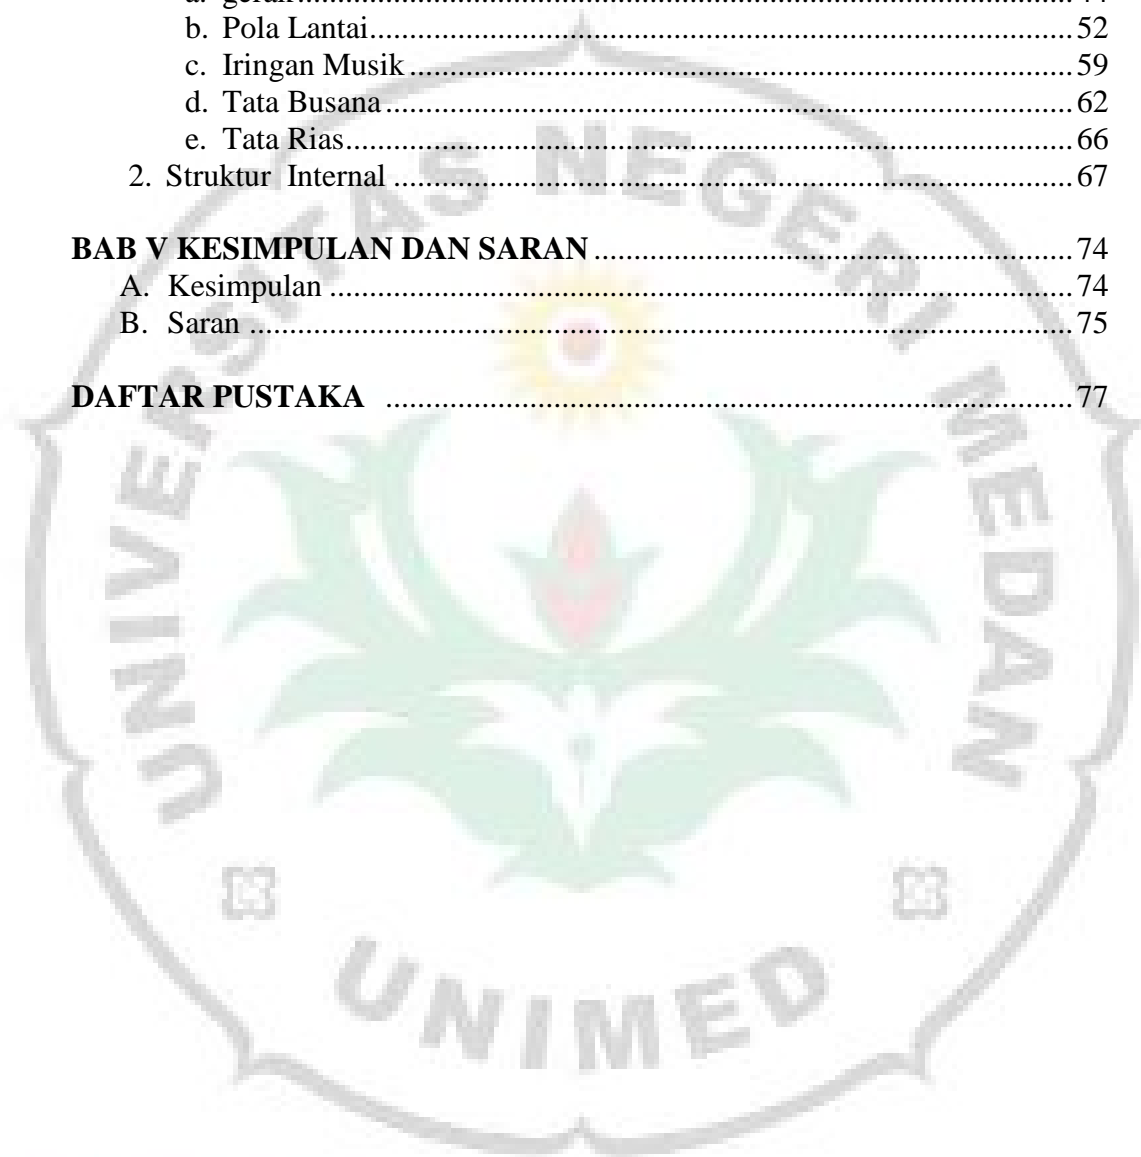 b. Pola Lantai........................................................................................... 52
c. Iringan Musik...................................................................................... 59
d. Tata Busana......................................................................................... 62
e. Tata Rias.............................................................................................. 66
2. Struktur Internal........................................................................................ 67
BAB V KESIMPULAN DAN SARAN............................................................. 74
A. Kesimpulan............................................................................................... 74
B. Saran......................................................................................................... 75
DAFTAR PUSTAKA ........................................................................................ 77
UNIVERSITAS NEGERI MEDAN
UNIMED